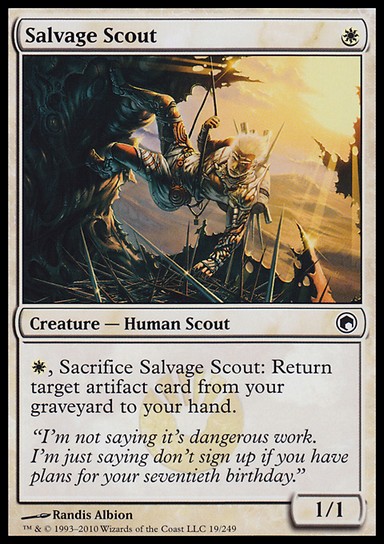 Salvage Scout
Creature — Human Scout
, Sacrifice Salvage Scout: Return
target artifact card from your
graveyard to your hand.
“I’m not saying it’s dangerous work.
I’m just saying don’t sign up if you have
plans for your seventieth birthday.”
1/1
Randis Albion
™ & © 1993–2010 Wizards of the Coast LLC 19/249